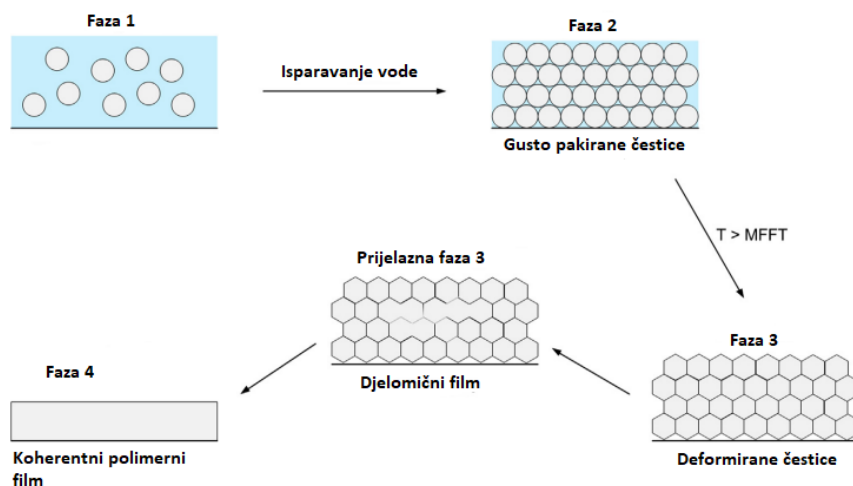 Faza 1
Isparavanje vode
Faza 2
Gusto pakirane čestice
T > MFFT
Faza 3
Deformirane čestice
Prijelazna faza 3
Djelomični film
Faza 4
Koherentni polimerni
film